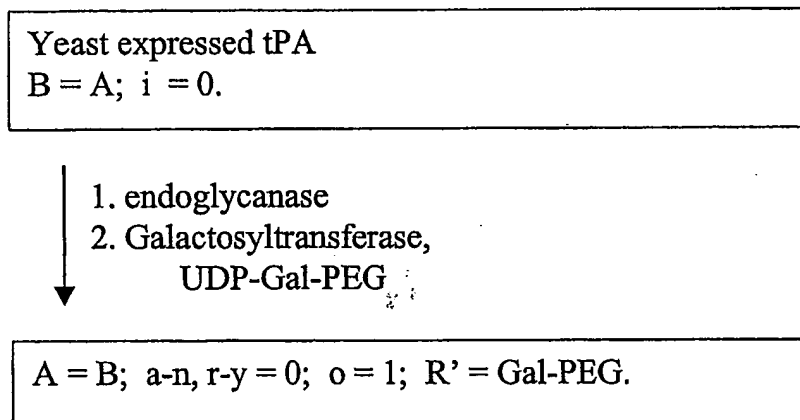 Yeast expressed tPA
B = A; i = 0.
1. endoglycanase
2. Galactosyltransferase,
UDP-Gal-PEG
A = B; a-n, r-y = 0; o = 1; R' = Gal-PEG.